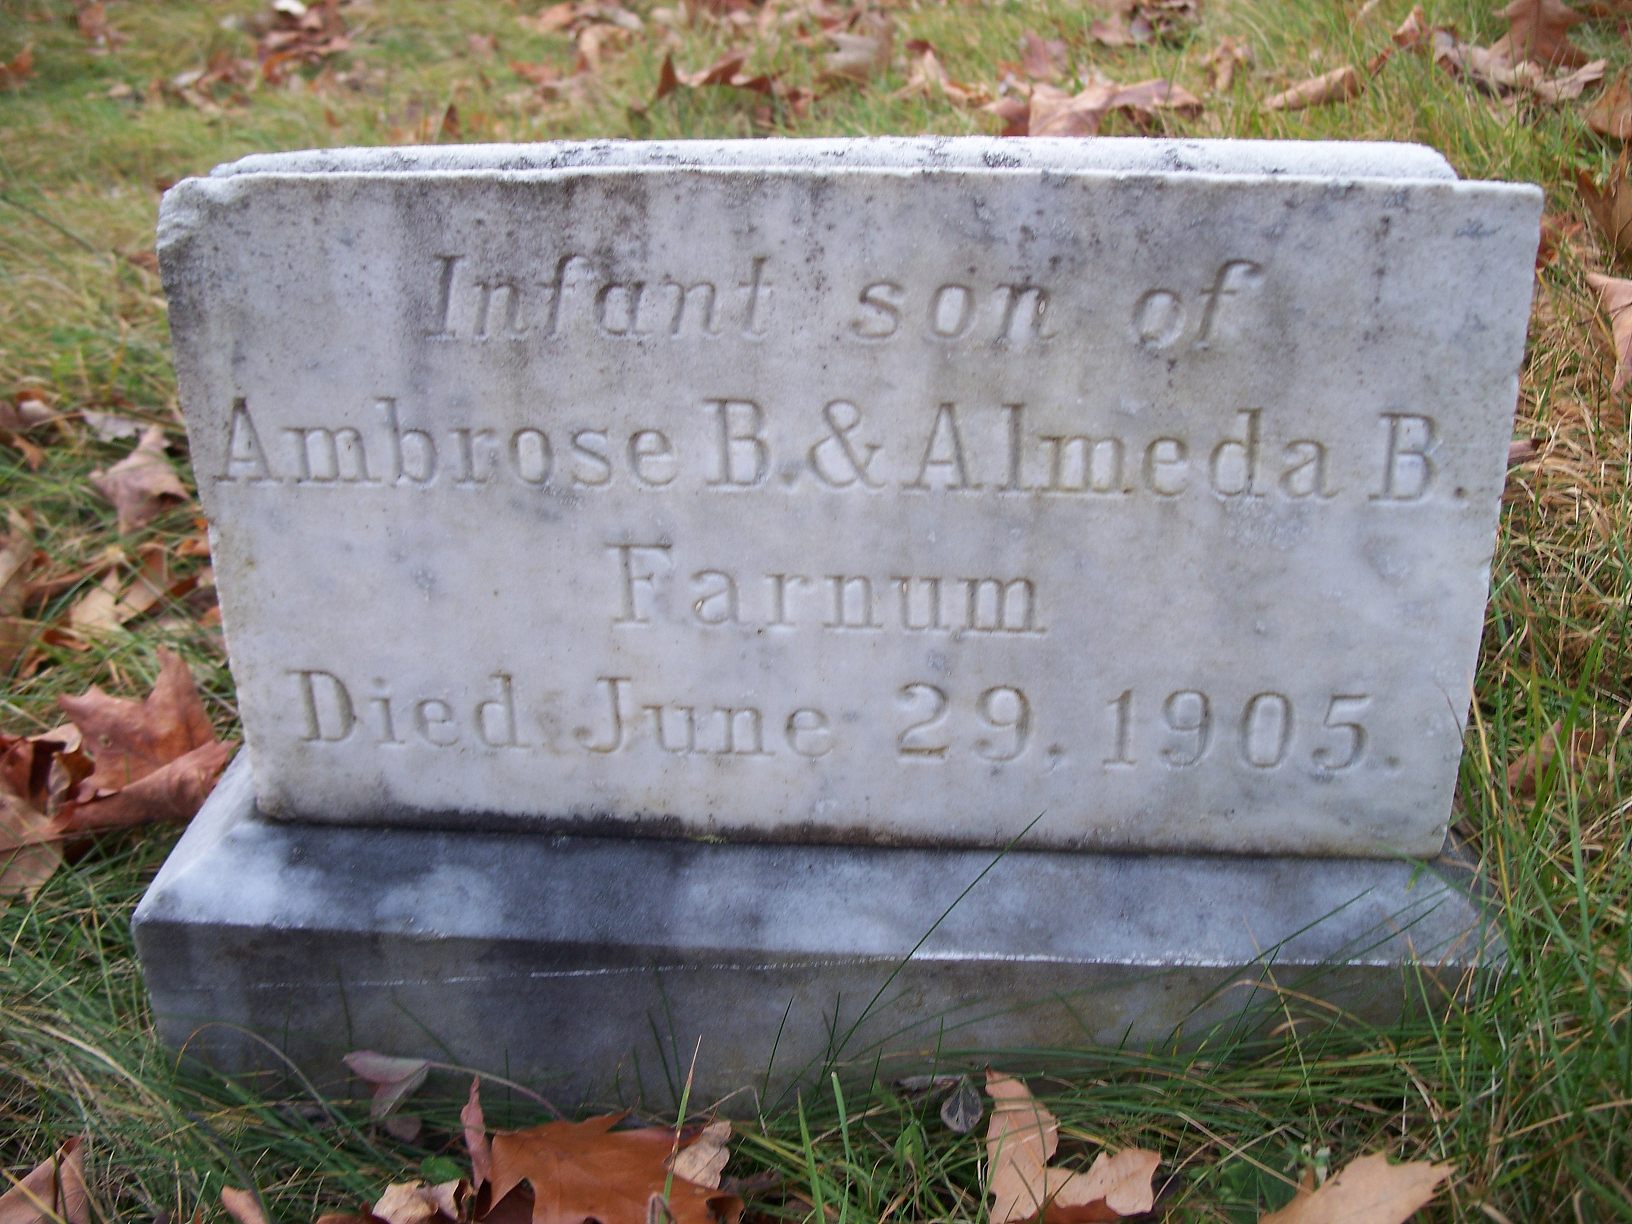 Infant son of
Ambrose B. & Almeda B.
Farnum
Died June 29, 1905.